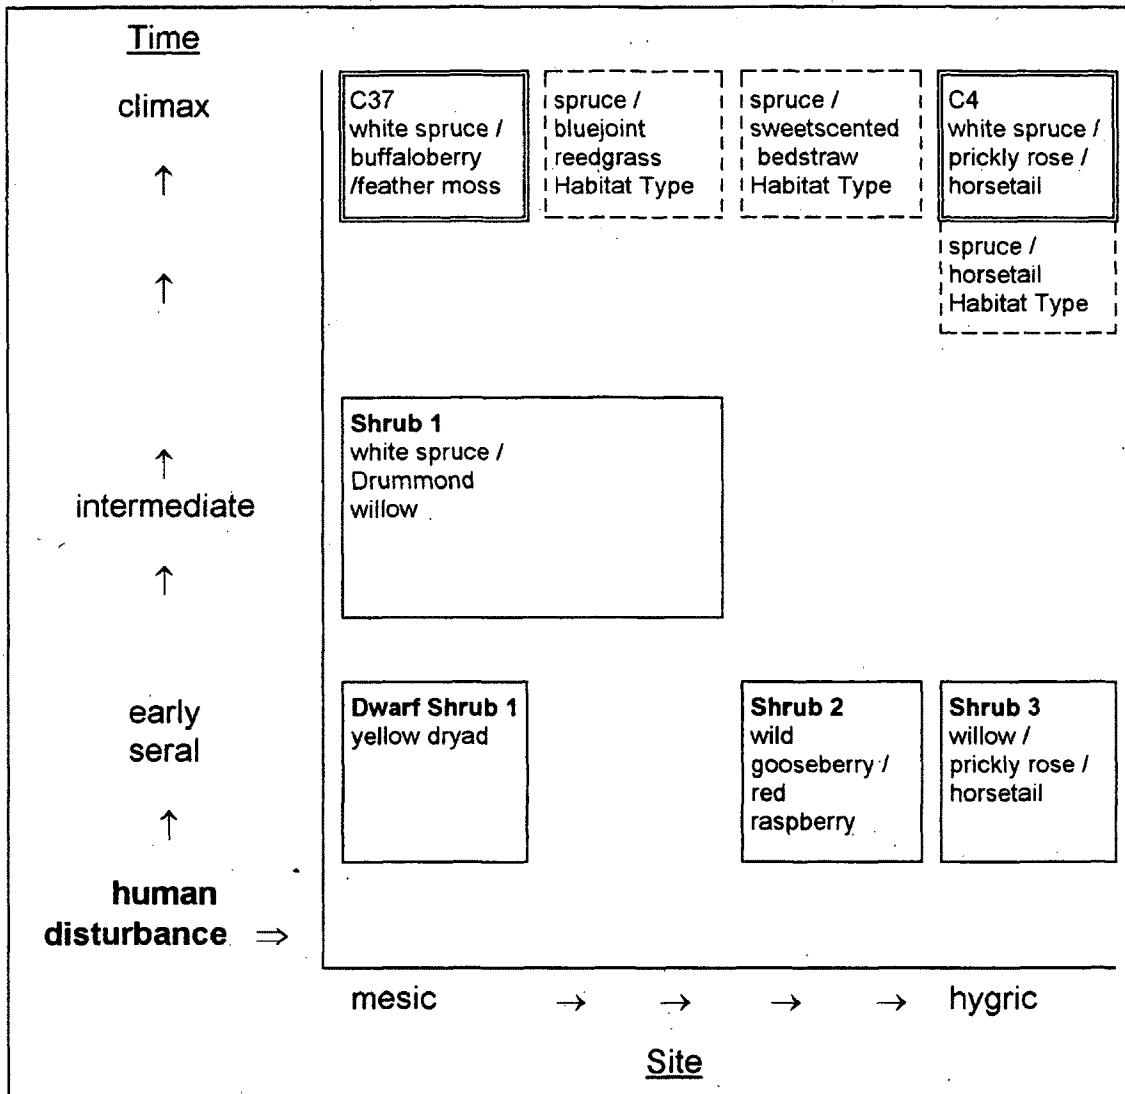 Time
climax
↑
↑
↑
intermediate
↑
early
seral
↑
human
disturbance ⇒
C37
white spruce /
buffaloberry
/feather moss
spruce /
bluejoint
reedgrass
Habitat Type
spruce /
sweetscented
bedstraw
Habitat Type
C4
white spruce /
prickly rose /
horsetail
spruce /
horsetail
Habitat Type
Shrub 1
white spruce /
Drummond
willow
Dwarf Shrub 1
yellow dryad
Shrub 2
wild
gooseberry /
red
raspberry
Shrub 3
willow /
prickly rose /
horsetail
mesic → → → → hygric
Site